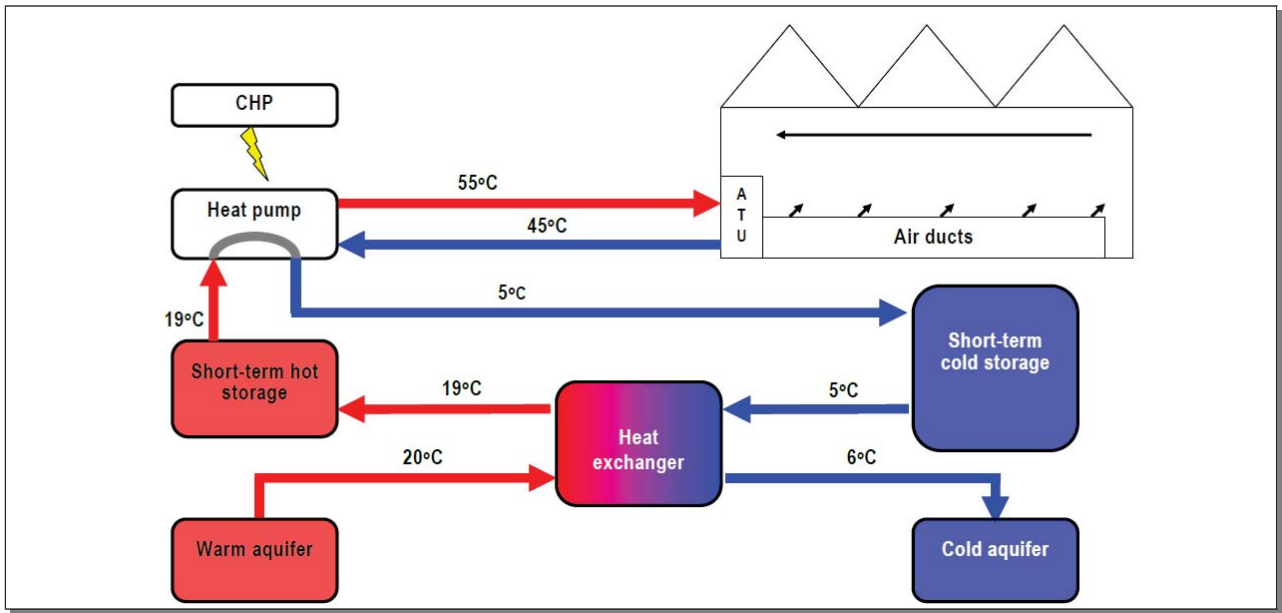 CHP
Heat pump
55°C
45°C
A
T
U
Air ducts
5°C
19°C
Short-term hot
storage
Short-term
cold storage
19°C
5°C
Heat
exchanger
20°C
6°C
Warm aquifer
Cold aquifer